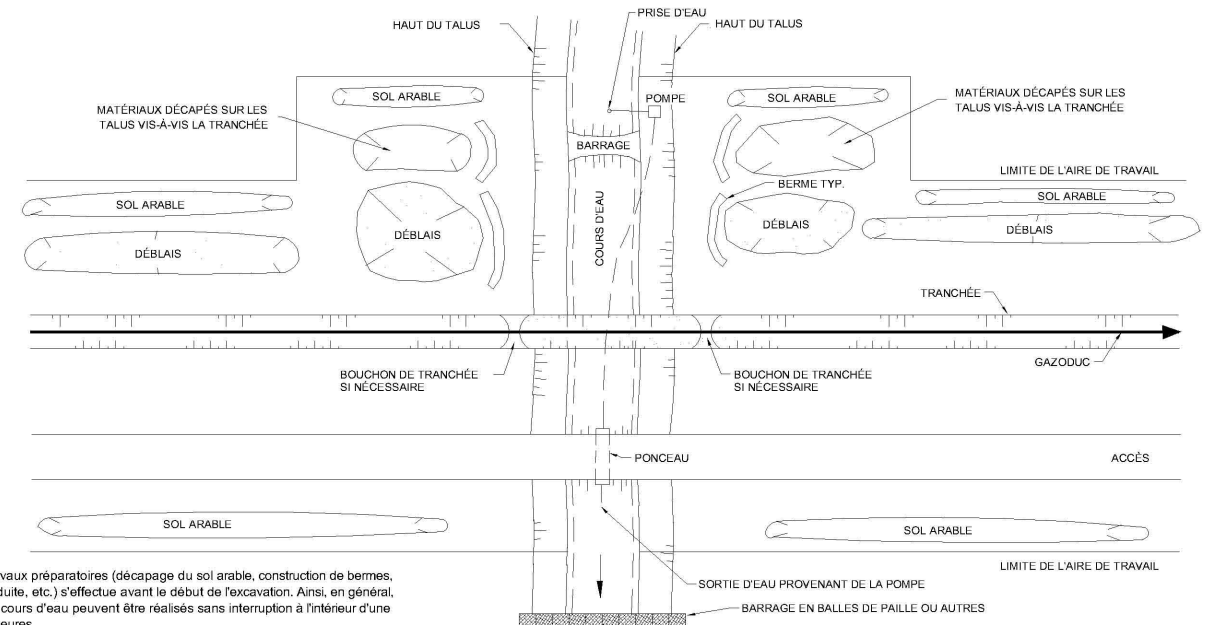 PRISE D'EAU
HAUT DU TALUS
HAUT DU TALUS
SOL ARABLE
POMPE
SOL ARABLE
MATÉRIAUX DÉCAPÉS SUR LES
TALUS VIS-À-VIS LA TRANCHÉE
MATÉRIAUX DÉCAPÉS SUR LES
TALUS VIS-À-VIS LA TRANCHÉE
BARRAGE
LIMITE DE L'AIRE DE TRAVAIL
BERME TYP.
SOL ARABLE
SOL ARABLE
COURS D'EAU
DÉBLAIS
DÉBLAIS
DÉBLAIS
DÉBLAIS
TRANCHÉE
GAZODUC
BOUCHON DE TRANCHÉE
SI NÉCESSAIRE
BOUCHON DE TRANCHÉE
SI NÉCESSAIRE
PONCEAU
ACCÈS
SOL ARABLE
SOL ARABLE
LIMITE DE L'AIRE DE TRAVAIL
vaux préparatoires (décapage du sol arable, construction de bermes,
duite, etc.) s'effectue avant le début de l'excavation. Ainsi, en général,
cours d'eau peuvent être réalisés sans interruption à l'intérieur d'une
eures.
SORTIE D'EAU PROVENANT DE LA POMPE
BARRAGE EN BALLES DE PAILLE OU AUTRES